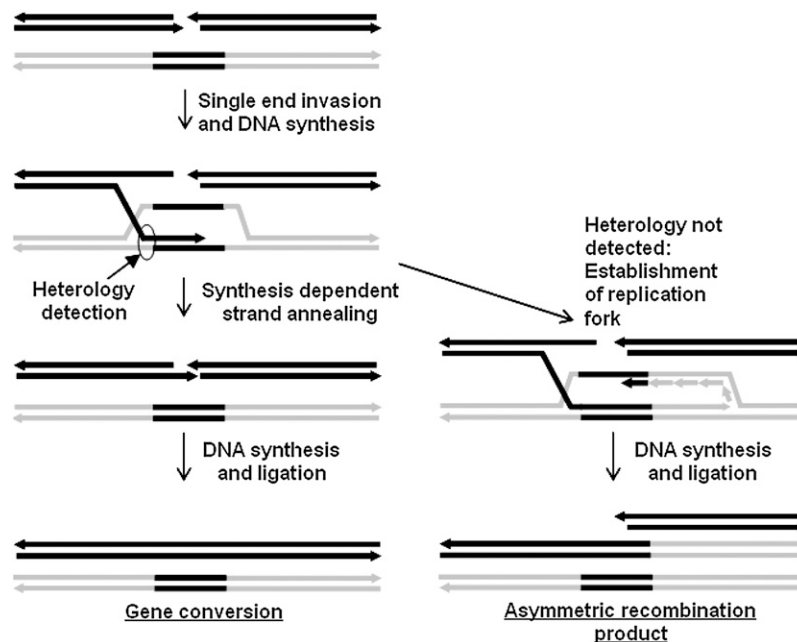 Single end invasion
and DNA synthesis
Heterology
detection
Synthesis dependent
strand annealing
Heterology not
detected:
Establishment
of replication
fork
DNA synthesis
and ligation
DNA synthesis
and ligation
Gene conversion
Asymmetric recombination
product